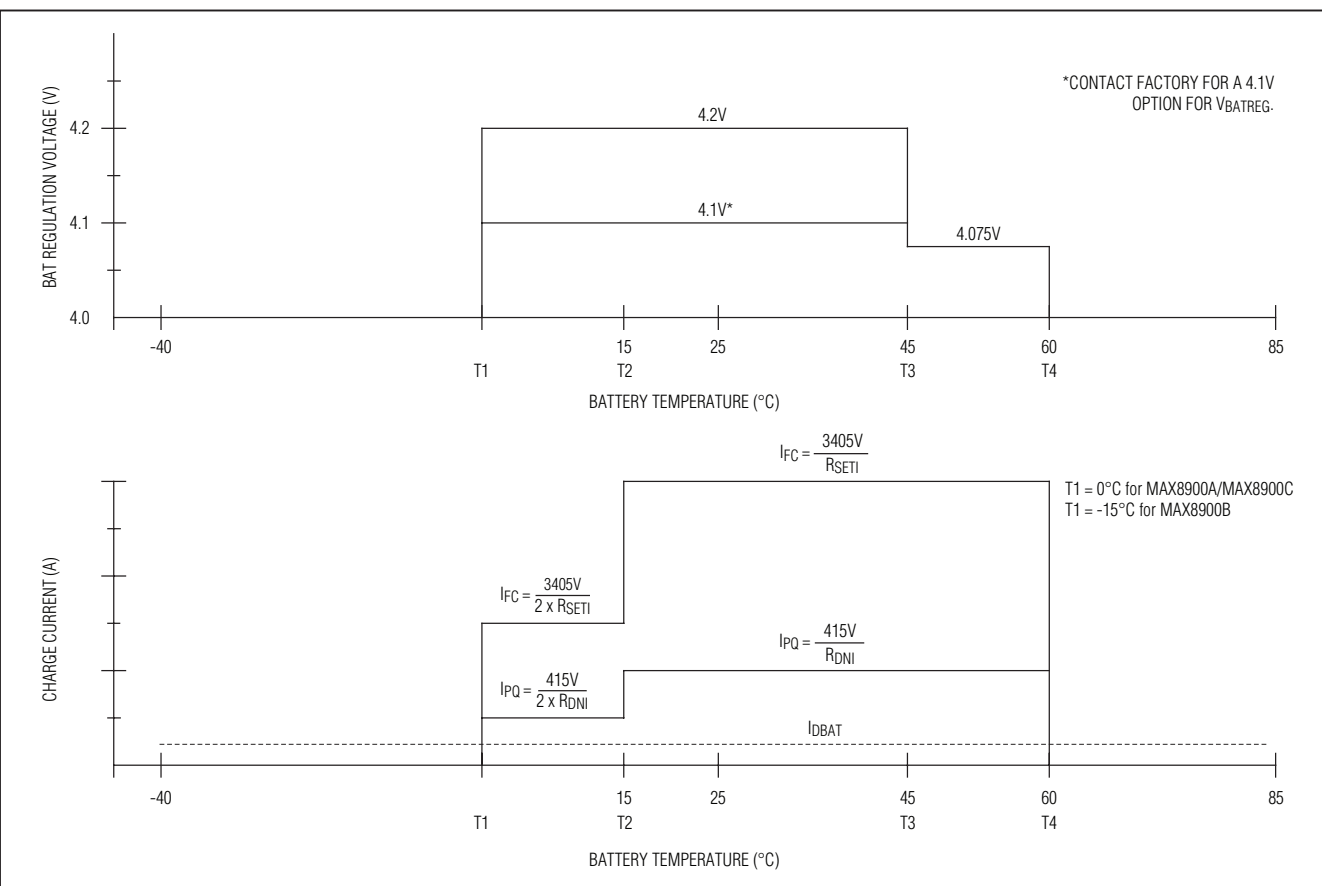 *CONTACT FACTORY FOR A 4.1V
OPTION FOR VBATREG.
BAT REGULATION VOLTAGE (V)
4.2
4.1
4.0
4.2V
4.1V*
4.075V
-40 15 25 45 60 85
T1 T2 T3 T4
BATTERY TEMPERATURE (°C)
CHARGE CURRENT (A)
IFC = 3405V / RSETI
T1 = 0°C for MAX8900A/MAX8900C
T1 = -15°C for MAX8900B
IFC = 3405V / 2 x RSETI
IPQ = 415V / RDNI
IPQ = 415V / 2 x RDNI
IDBAT
-40 15 25 45 60 85
T1 T2 T3 T4
BATTERY TEMPERATURE (°C)